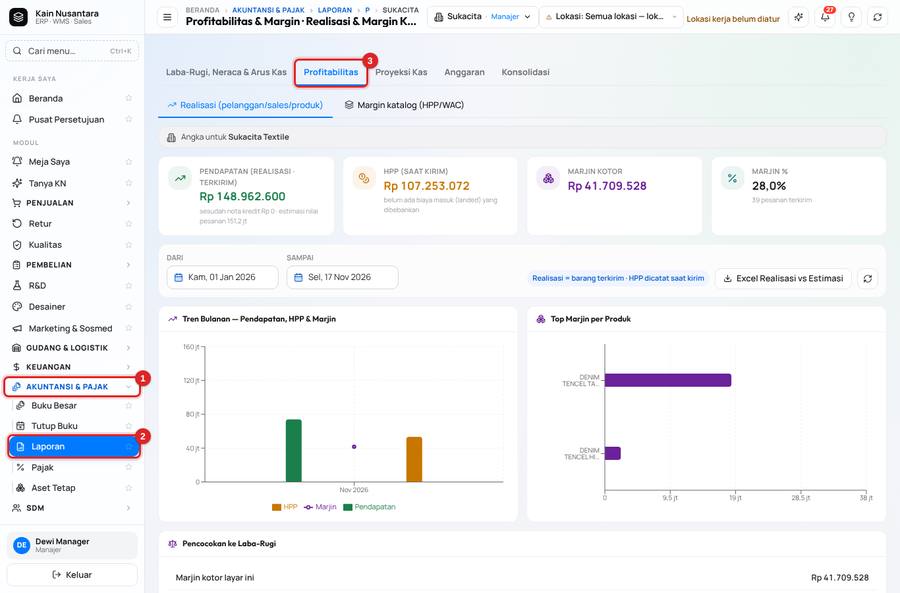 Kain Nusantara
ERP · WMS · Sales
Cari menu...
Ctrl+K
KERJA SAYA
Beranda
Pusat Persetujuan
MODUL
Meja Saya
Tanya KN
PENJUALAN
Retur
Kualitas
PEMBELIAN
R&D
Desainer
Marketing & Sosmed
GUDANG & LOGISTIK
KEUANGAN
AKUNTANSI & PAJAK
1
Buku Besar
Tutup Buku
2
Laporan
Pajak
Aset Tetap
SDM
DE
Dewi Manager
Manajer
Keluar
BERANDA › AKUNTANSI & PAJAK › LAPORAN › P › SUKACITA
Profitabilitas & Margin · Realisasi & Margin K...
Sukacita · Manajer
Lokasi: Semua lokasi — lok...
Lokasi kerja belum diatur
27
3
Laba-Rugi, Neraca & Arus Kas
Profitabilitas
Proyeksi Kas
Anggaran
Konsolidasi
Realisasi (pelanggan/sales/produk)
Margin katalog (HPP/WAC)
Angka untuk Sukacita Textile
PENDAPATAN (REALISASI · TERKIRIM)
Rp 148.962.600
sesudah nota kredit Rp 0 · estimasi nilai pesanan 151,2 jt
HPP (SAAT KIRIM)
Rp 107.253.072
belum ada biaya masuk (landed) yang dibebankan
MARJIN KOTOR
Rp 41.709.528
MARJIN %
28,0%
39 pesanan terkirim
DARI
Kam, 01 Jan 2026
SAMPAI
Sel, 17 Nov 2026
Realisasi = barang terkirim · HPP dicatat saat kirim
Excel Realisasi vs Estimasi
Tren Bulanan — Pendapatan, HPP & Marjin
160 jt
120 jt
80 jt
40 jt
0
Nov 2026
HPP
Marjin
Pendapatan
Top Marjin per Produk
DENIM
TENCEL TA...
DENIM
TENCEL HI...
0
9,5 jt
19 jt
28,5 jt
38 jt
Pencocokan ke Laba-Rugi
Marjin kotor layar ini
Rp 41.709.528